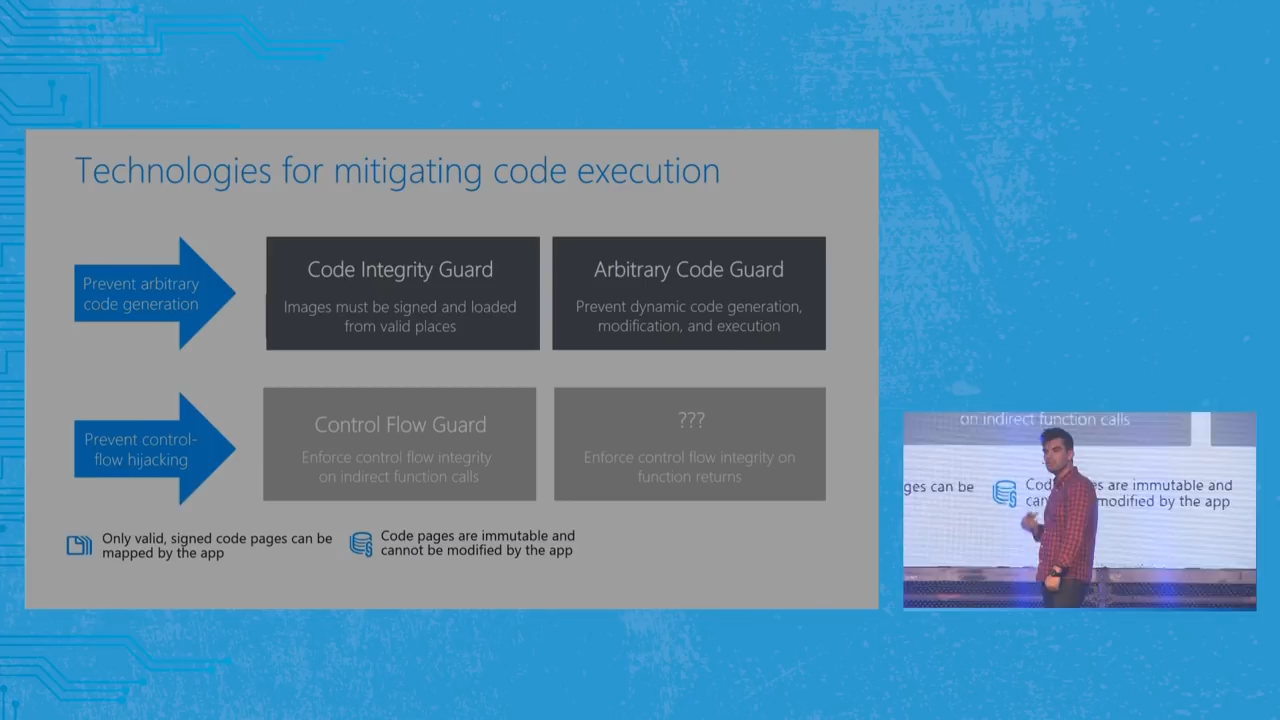 Technologies for mitigating code execution
Prevent arbitrary
code generation
Code Integrity Guard
Images must be signed and loaded
from valid places
Arbitrary Code Guard
Prevent dynamic code generation,
modification, and execution
Prevent control-
flow hijacking
Control Flow Guard
Enforce control flow integrity
on indirect function calls
???
Enforce control flow integrity on
function returns
Only valid, signed code pages can be
mapped by the app
Code pages are immutable and
cannot be modified by the app
on indirect function calls
ges can be
Cod es are immutable and
can modified by the app